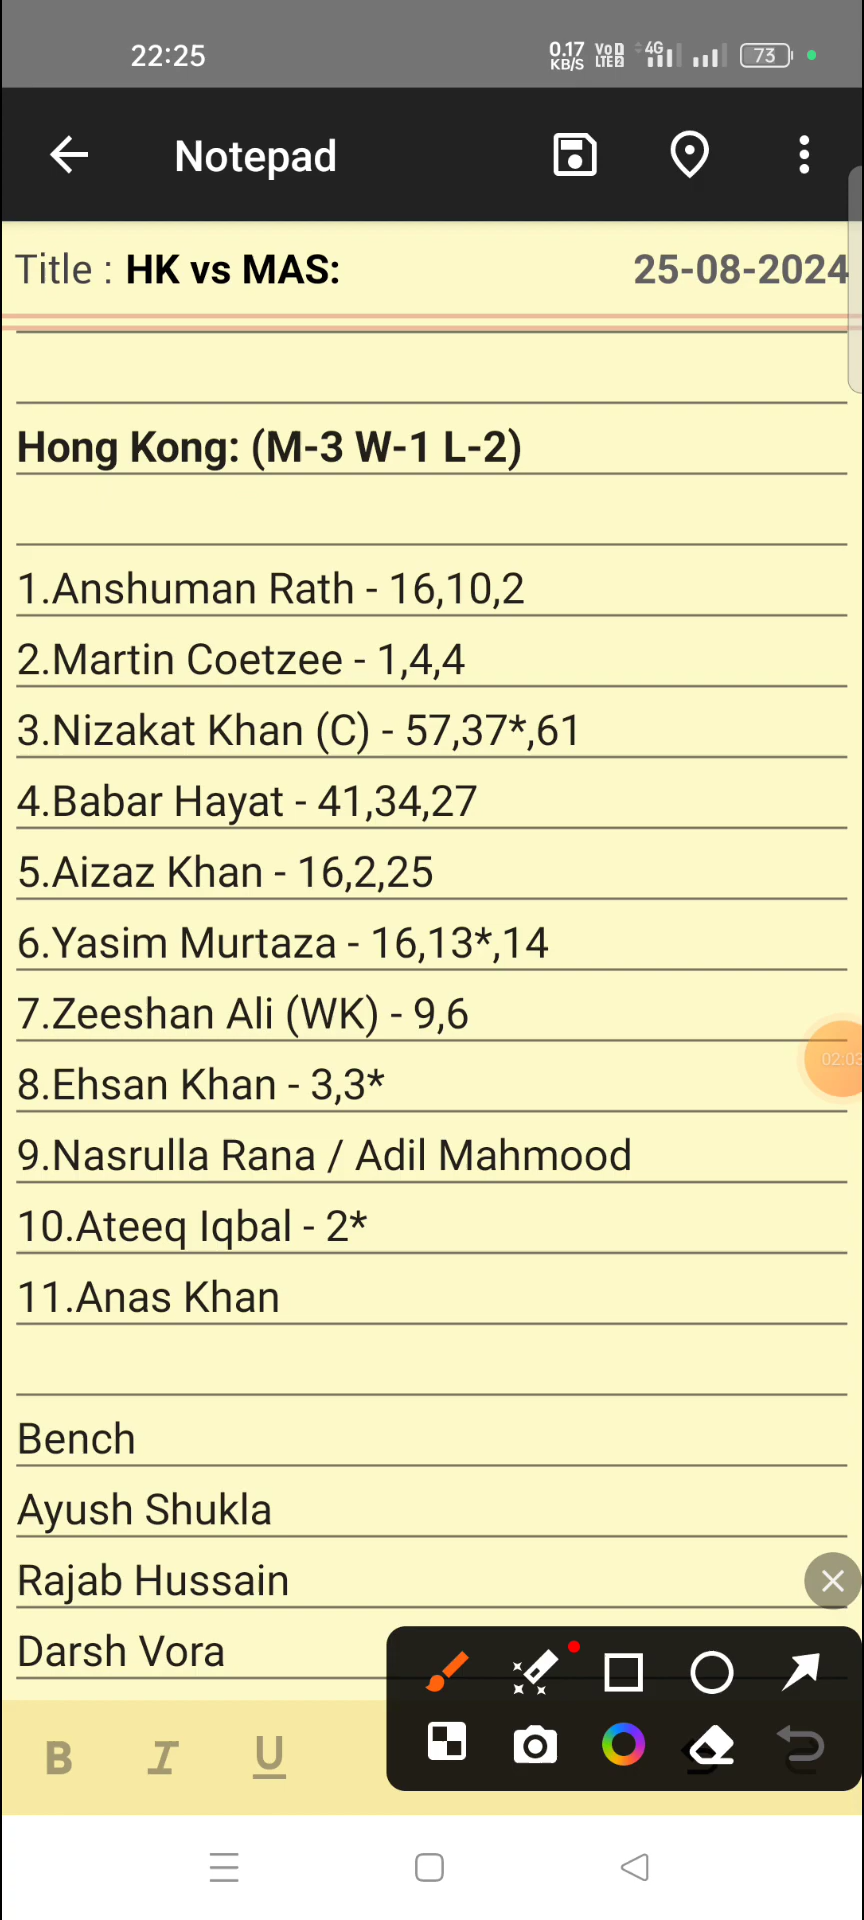 22:25
0.17 KB/S VoD LTE2 4G 73
Notepad
Title : HK vs MAS: 25-08-2024
Hong Kong: (M-3 W-1 L-2)
1.Anshuman Rath - 16,10,2
2.Martin Coetzee - 1,4,4
3.Nizakat Khan (C) - 57,37*,61
4.Babar Hayat - 41,34,27
5.Aizaz Khan - 16,2,25
6.Yasim Murtaza - 16,13*,14
7.Zeeshan Ali (WK) - 9,6
8.Ehsan Khan - 3,3*
02:03
9.Nasrulla Rana / Adil Mahmood
10.Ateeq Iqbal - 2*
11.Anas Khan
Bench
Ayush Shukla
Rajab Hussain
Darsh Vora
B I U